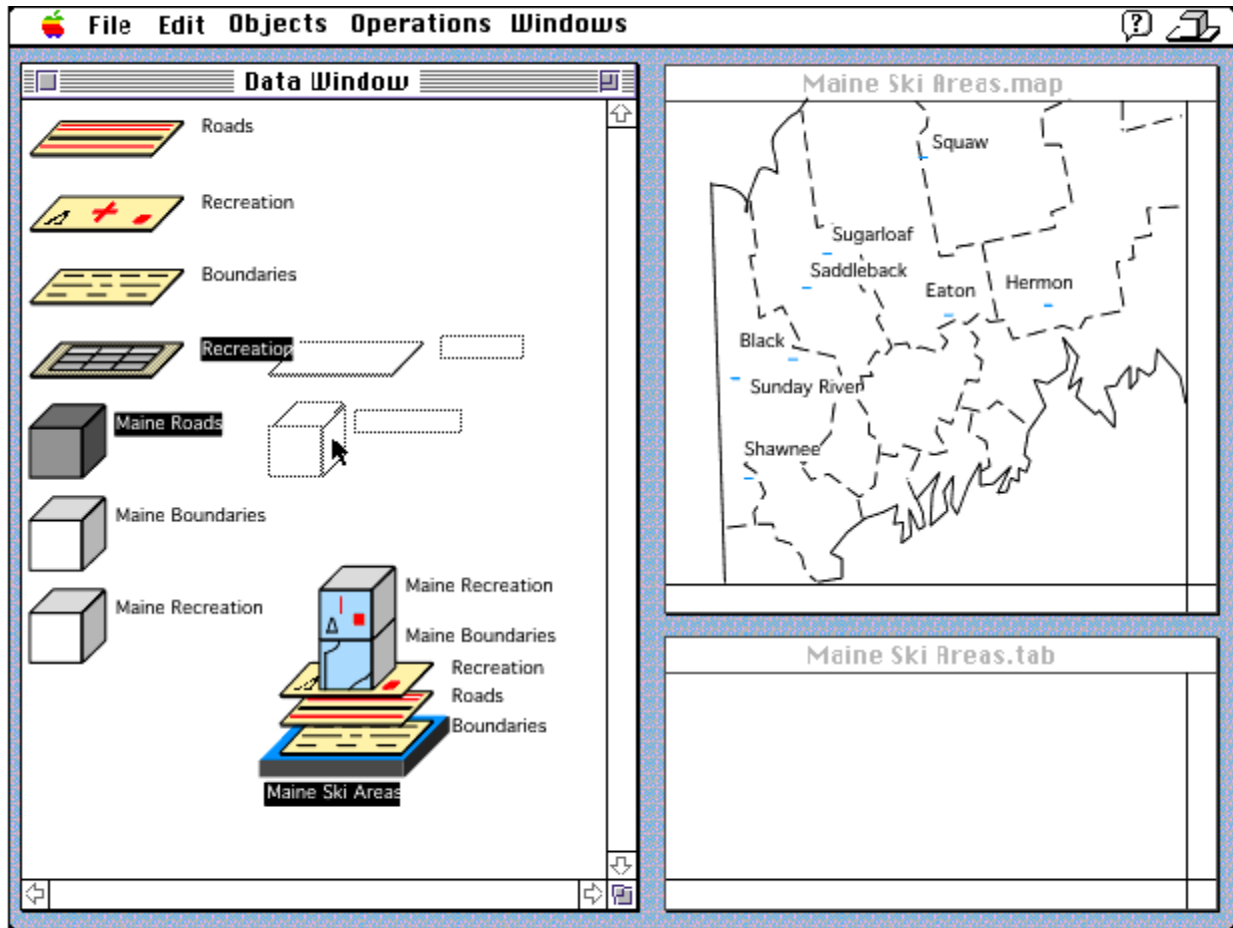 File Edit Objects Operations Windows
Data Window
Roads
Recreation
Boundaries
Recreation
Maine Roads
Maine Boundaries
Maine Recreation
Maine Recreation
Maine Boundaries
Recreation
Roads
Boundaries
Maine Ski Areas
Maine Ski Areas.map
Squaw
Sugarloaf
Saddleback
Eaton
Hermon
Black
Sunday River
Shawnee
Maine Ski Areas.tab